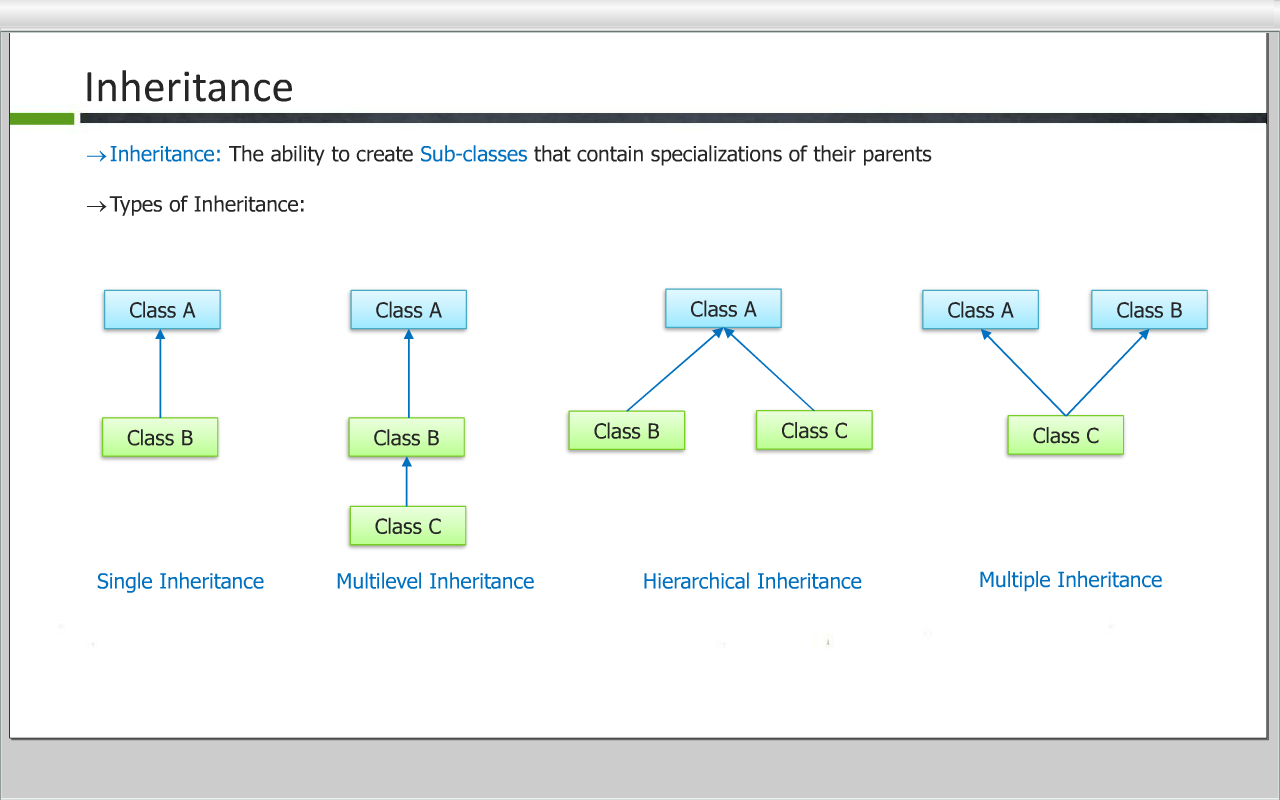 Inheritance
→Inheritance: The ability to create Sub-classes that contain specializations of their parents
→Types of Inheritance:
Class A
Class B
Single Inheritance
Class A
Class B
Class C
Multilevel Inheritance
Class A
Class B
Class C
Hierarchical Inheritance
Class A
Class B
Class C
Multiple Inheritance